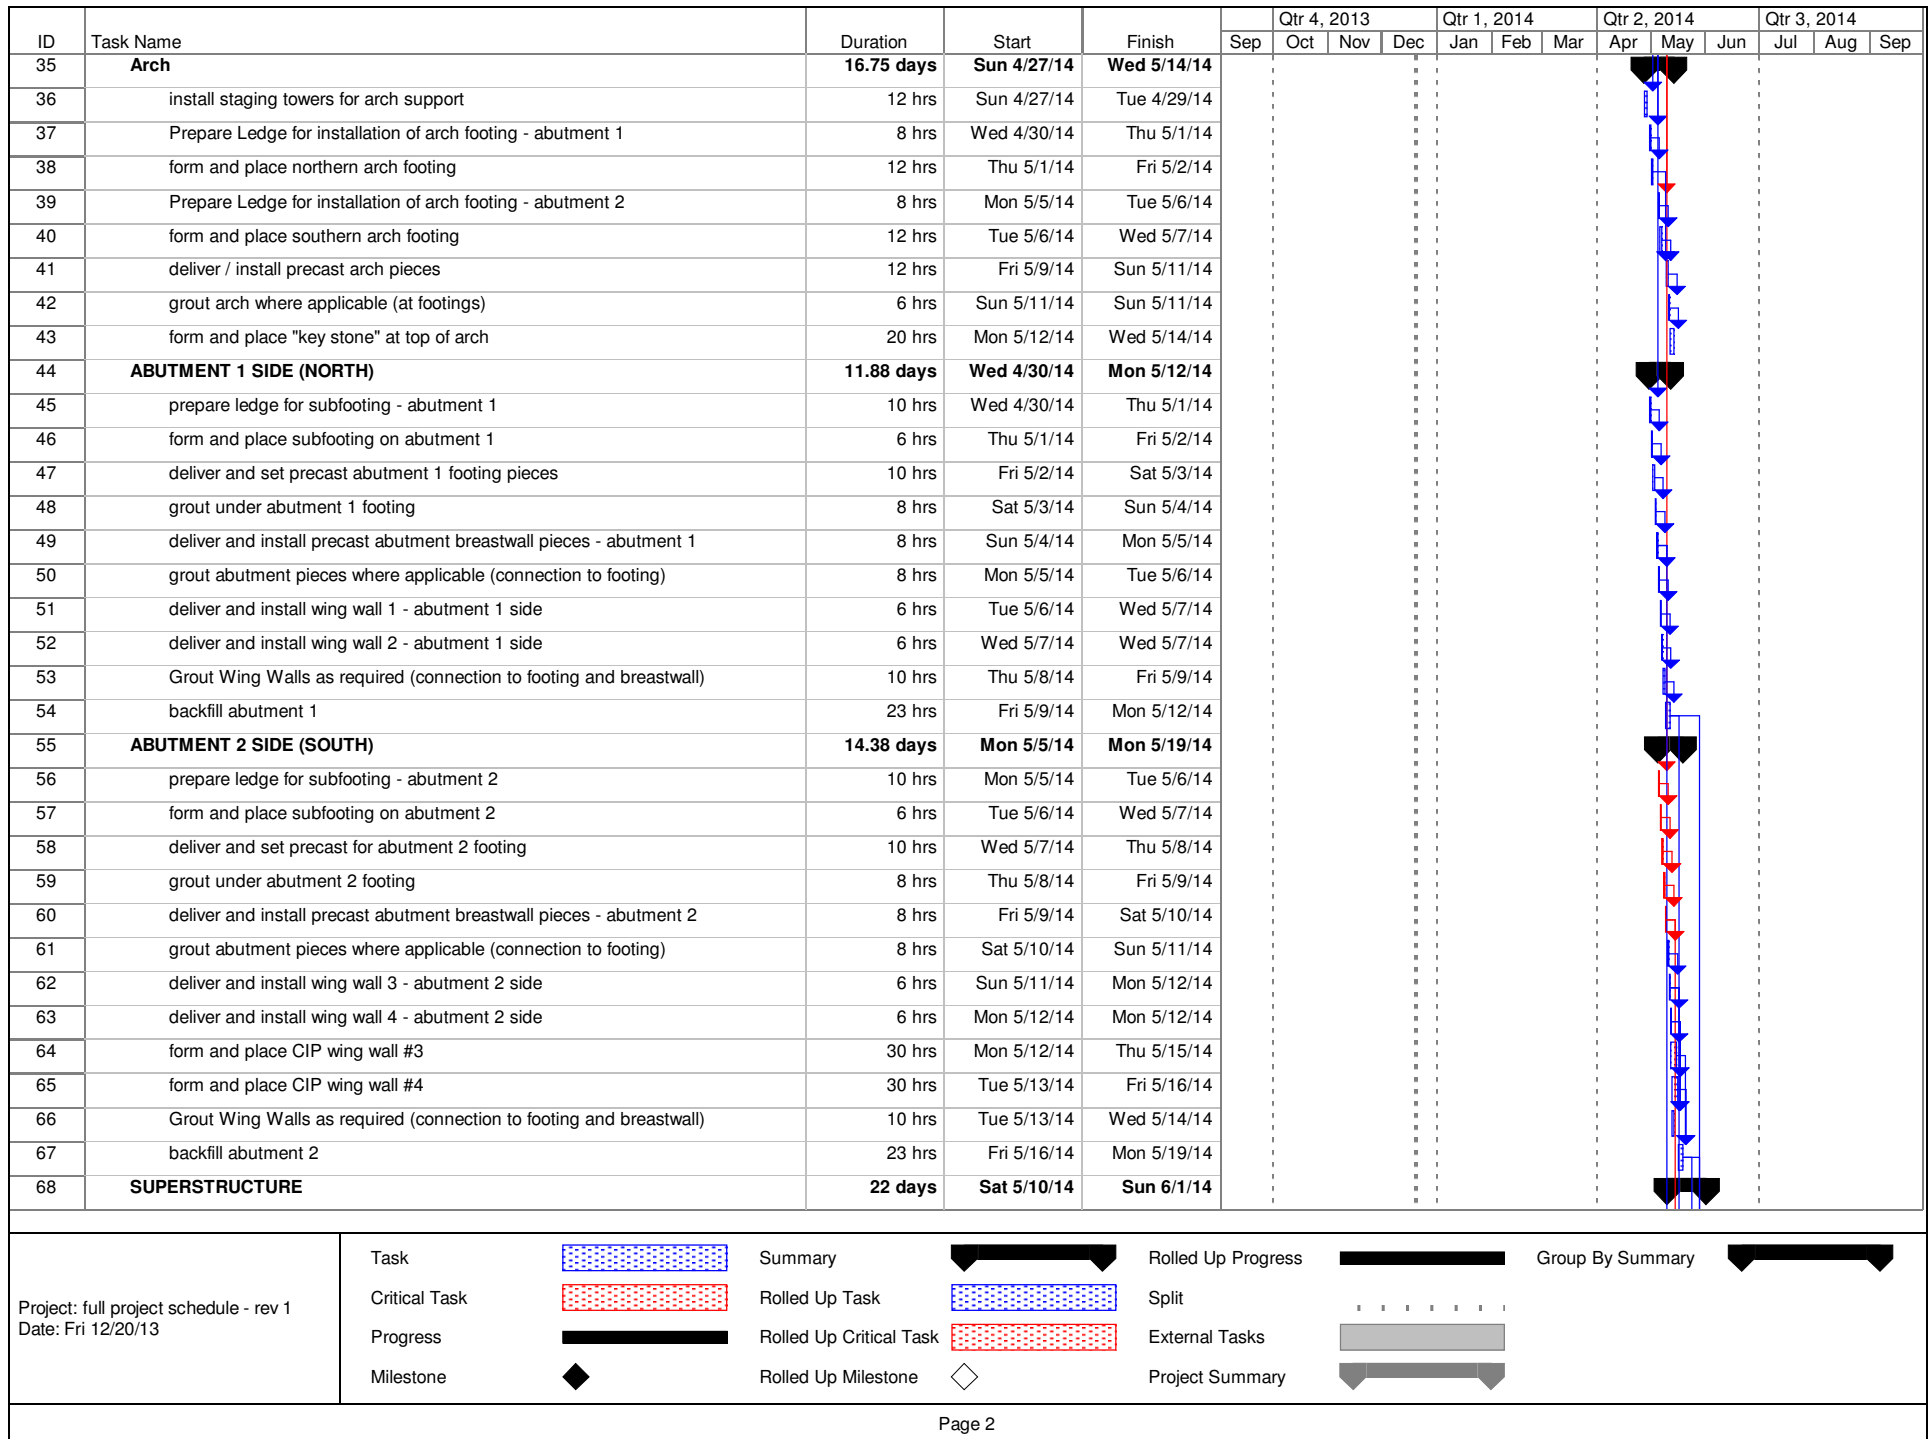 Qtr 4, 2013 Qtr 1, 2014 Qtr 2, 2014 Qtr 3, 2014
ID Task Name Duration Start Finish Sep Oct Nov Dec Jan Feb Mar Apr May Jun Jul Aug Sep
35 Arch 16.75 days Sun 4/27/14 Wed 5/14/14
36 install staging towers for arch support 12 hrs Sun 4/27/14 Tue 4/29/14
37 Prepare Ledge for installation of arch footing - abutment 1 8 hrs Wed 4/30/14 Thu 5/1/14
38 form and place northern arch footing 12 hrs Thu 5/1/14 Fri 5/2/14
39 Prepare Ledge for installation of arch footing - abutment 2 8 hrs Mon 5/5/14 Tue 5/6/14
40 form and place southern arch footing 12 hrs Tue 5/6/14 Wed 5/7/14
41 deliver / install precast arch pieces 12 hrs Fri 5/9/14 Sun 5/11/14
42 grout arch where applicable (at footings) 6 hrs Sun 5/11/14 Sun 5/11/14
43 form and place "key stone" at top of arch 20 hrs Mon 5/12/14 Wed 5/14/14
44 ABUTMENT 1 SIDE (NORTH) 11.88 days Wed 4/30/14 Mon 5/12/14
45 prepare ledge for subfooting - abutment 1 10 hrs Wed 4/30/14 Thu 5/1/14
46 form and place subfooting on abutment 1 6 hrs Thu 5/1/14 Fri 5/2/14
47 deliver and set precast abutment 1 footing pieces 10 hrs Fri 5/2/14 Sat 5/3/14
48 grout under abutment 1 footing 8 hrs Sat 5/3/14 Sun 5/4/14
49 deliver and install precast abutment breastwall pieces - abutment 1 8 hrs Sun 5/4/14 Mon 5/5/14
50 grout abutment pieces where applicable (connection to footing) 8 hrs Mon 5/5/14 Tue 5/6/14
51 deliver and install wing wall 1 - abutment 1 side 6 hrs Tue 5/6/14 Wed 5/7/14
52 deliver and install wing wall 2 - abutment 1 side 6 hrs Wed 5/7/14 Wed 5/7/14
53 Grout Wing Walls as required (connection to footing and breastwall) 10 hrs Thu 5/8/14 Fri 5/9/14
54 backfill abutment 1 23 hrs Fri 5/9/14 Mon 5/12/14
55 ABUTMENT 2 SIDE (SOUTH) 14.38 days Mon 5/5/14 Mon 5/19/14
56 prepare ledge for subfooting - abutment 2 10 hrs Mon 5/5/14 Tue 5/6/14
57 form and place subfooting on abutment 2 6 hrs Tue 5/6/14 Wed 5/7/14
58 deliver and set precast for abutment 2 footing 10 hrs Wed 5/7/14 Thu 5/8/14
59 grout under abutment 2 footing 8 hrs Thu 5/8/14 Fri 5/9/14
60 deliver and install precast abutment breastwall pieces - abutment 2 8 hrs Fri 5/9/14 Sat 5/10/14
61 grout abutment pieces where applicable (connection to footing) 8 hrs Sat 5/10/14 Sun 5/11/14
62 deliver and install wing wall 3 - abutment 2 side 6 hrs Sun 5/11/14 Mon 5/12/14
63 deliver and install wing wall 4 - abutment 2 side 6 hrs Mon 5/12/14 Mon 5/12/14
64 form and place CIP wing wall #3 30 hrs Mon 5/12/14 Thu 5/15/14
65 form and place CIP wing wall #4 30 hrs Tue 5/13/14 Fri 5/16/14
66 Grout Wing Walls as required (connection to footing and breastwall) 10 hrs Tue 5/13/14 Wed 5/14/14
67 backfill abutment 2 23 hrs Fri 5/16/14 Mon 5/19/14
68 SUPERSTRUCTURE 22 days Sat 5/10/14 Sun 6/1/14
Task Summary Rolled Up Progress Group By Summary
Critical Task Rolled Up Task Split
Project: full project schedule - rev 1
Date: Fri 12/20/13
Progress Rolled Up Critical Task External Tasks
Milestone Rolled Up Milestone Project Summary
Page 2